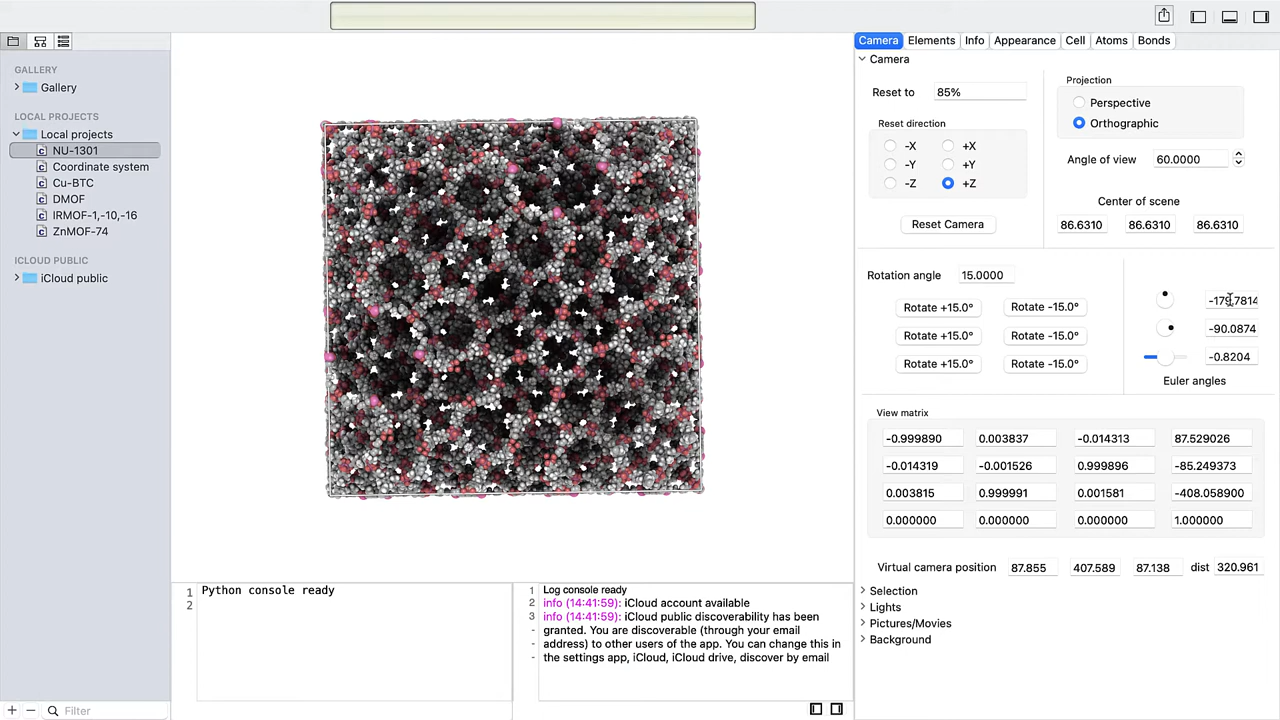 GALLERY
Gallery
LOCAL PROJECTS
Local projects
NU-1301
Coordinate system
Cu-BTC
DMOF
IRMOF-1,-10,-16
ZnMOF-74
ICLOUD PUBLIC
iCloud public
Filter
1 Python console ready
2
1 Log console ready
2 info (14:41:59): iCloud account available
3 info (14:41:59): iCloud public discoverability has been
- granted. You are discoverable (through your email
- address) to other users of the app. You can change this in
- the settings app, iCloud, iCloud drive, discover by email
Camera Elements Info Appearance Cell Atoms Bonds
Camera
Reset to 85%
Reset direction
-X +X
-Y +Y
-Z +Z
Reset Camera
Projection
Perspective
Orthographic
Angle of view 60.0000
Center of scene
86.6310 86.6310 86.6310
Rotation angle 15.0000
Rotate +15.0° Rotate -15.0°
Rotate +15.0° Rotate -15.0°
Rotate +15.0° Rotate -15.0°
-179.7814
-90.0874
-0.8204
Euler angles
View matrix
-0.999890 0.003837 -0.014313 87.529026
-0.014319 -0.001526 0.999896 -85.249373
0.003815 0.999991 0.001581 -408.058900
0.000000 0.000000 0.000000 1.000000
Virtual camera position 87.855 407.589 87.138 dist 320.961
Selection
Lights
Pictures/Movies
Background